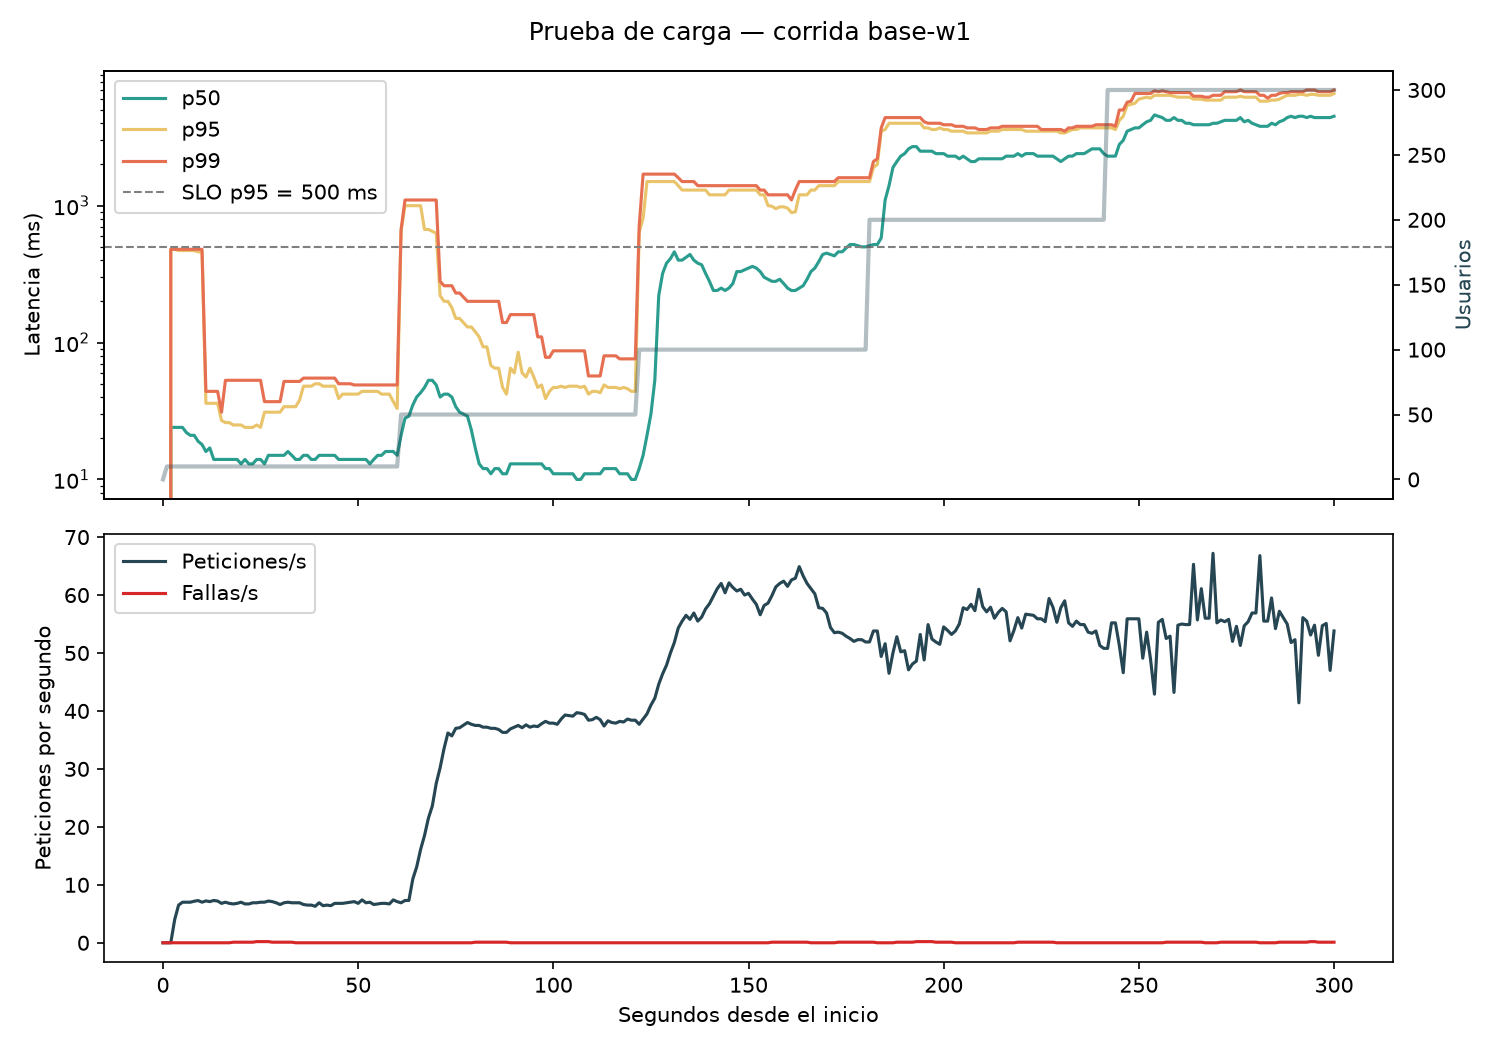 Prueba de carga — corrida base-w1
p50
p95
p99
SLO p95 = 500 ms
Latencia (ms)
10³
10²
10¹
Usuarios
300
250
200
150
100
50
0
Peticiones/s
Fallas/s
Peticiones por segundo
70
60
50
40
30
20
10
0
0 50 100 150 200 250 300
Segundos desde el inicio